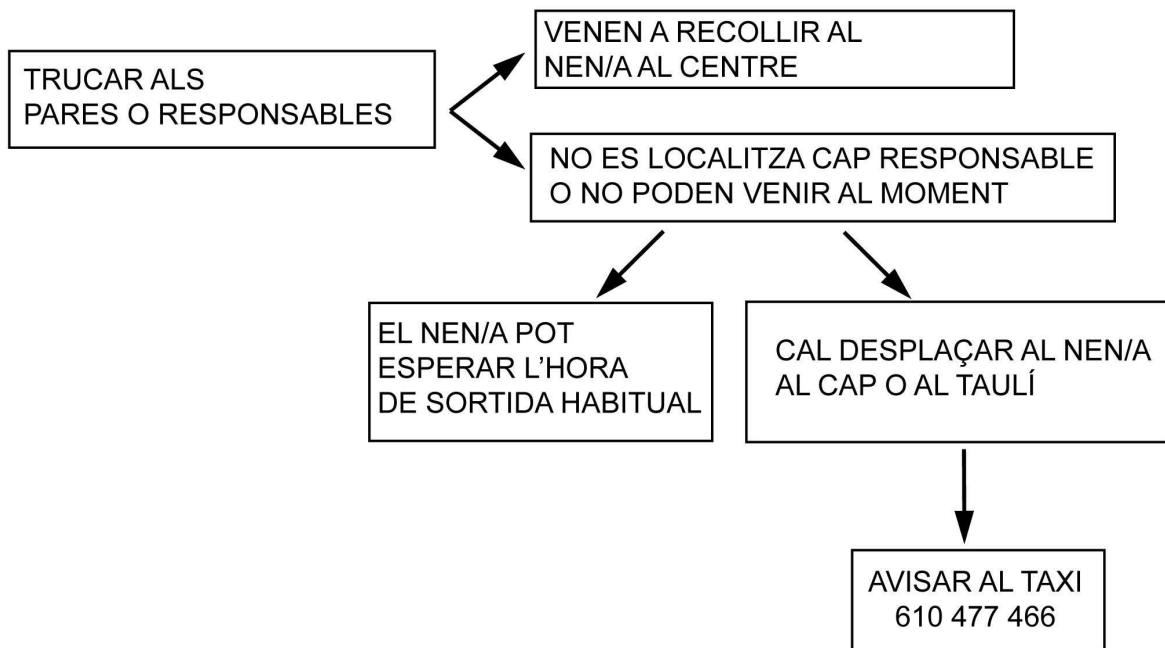 TRUCAR ALS
PARES O RESPONSABLES
VENEN A RECOLLIR AL
NEN/A AL CENTRE
NO ES LOCALITZA CAP RESPONSABLE
O NO PODEN VENIR AL MOMENT
EL NEN/A POT
ESPERAR L'HORA
DE SORTIDA HABITUAL
CAL DESPLAÇAR AL NEN/A
AL CAP O AL TAULÍ
AVISAR AL TAXI
610 477 466